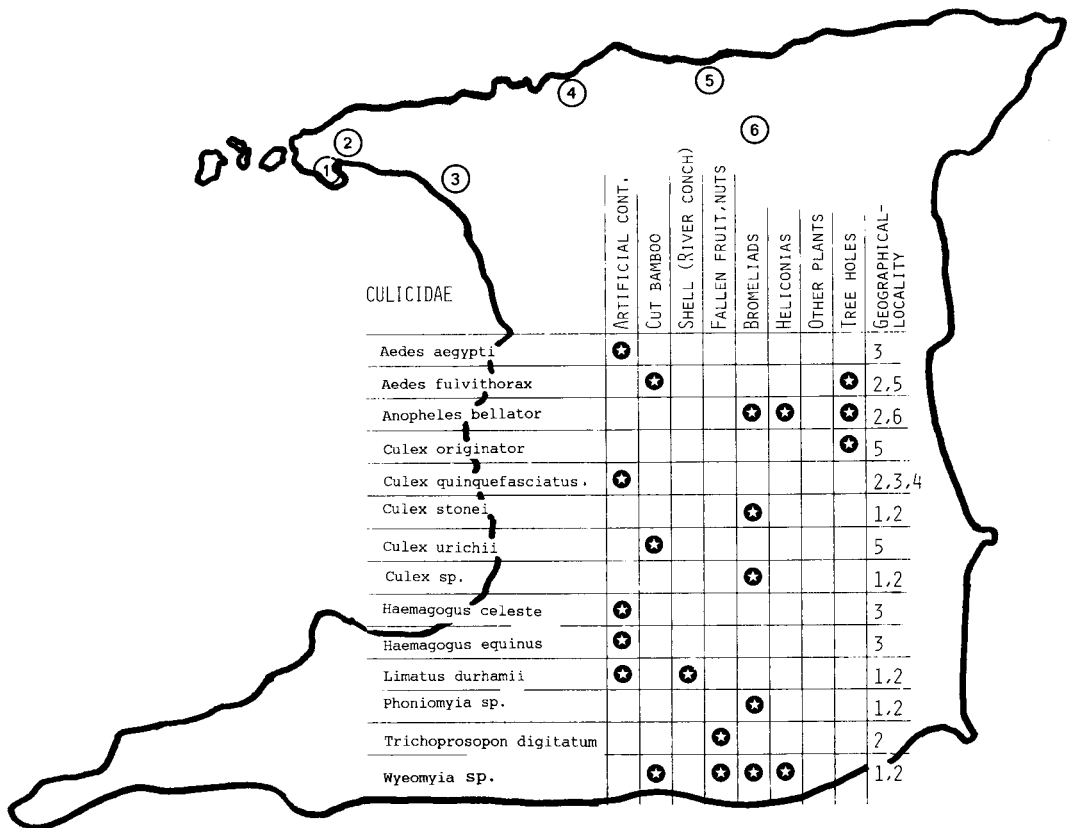 5
4
6
2
1
3
ARTIFICIAL CONT.
CUT BAMBOO
SHELL (RIVER CONCH)
FALLEN FRUIT,NUTS
BROMELIADS
HELICONIAS
OTHER PLANTS
TREE HOLES
GEOGRAPHICAL-
LOCALITY
CULICIDAE
Aedes aegypti 3
Aedes fulvithorax 2,5
Anopheles bellator 2,6
Culex originator 5
Culex quinquefasciatus. 2,3,4
Culex stonei 1,2
Culex urichii 5
Culex sp. 1,2
Haemagogus celeste 3
Haemagogus equinus 3
Limatus durhamii 1,2
Phoniomyia sp. 1,2
Trichoprosopon digitatum 2
Wyeomyia sp. 1,2